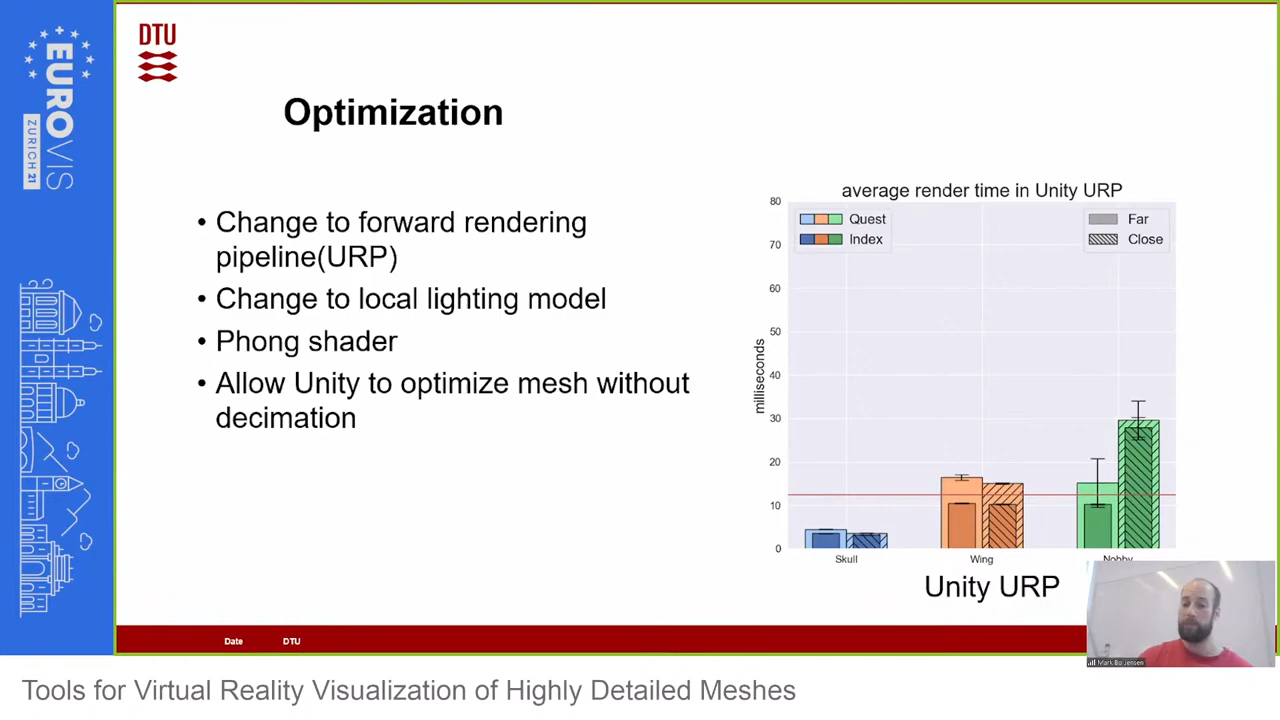 EUROVIS
ZURICH 21
DTU
Optimization
• Change to forward rendering
pipeline(URP)
• Change to local lighting model
• Phong shader
• Allow Unity to optimize mesh without
decimation
average render time in Unity URP
Quest
Index
Far
Close
milliseconds
80
70
60
50
40
30
20
10
0
Skull
Wing
Nobby
Unity URP
Date
DTU
Mark Bo Jensen
Tools for Virtual Reality Visualization of Highly Detailed Meshes